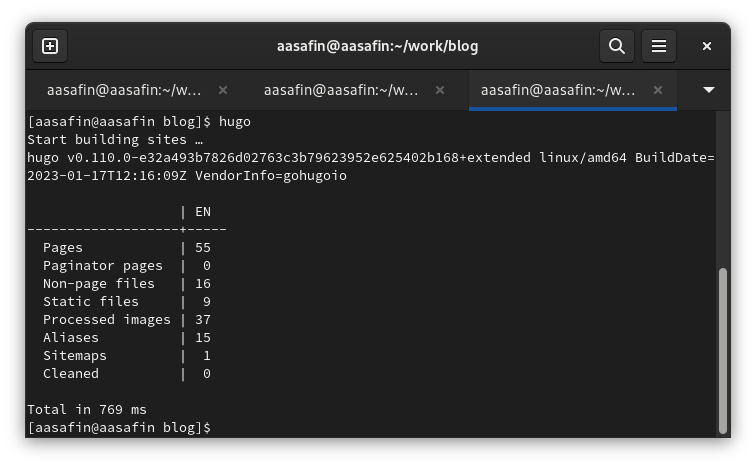 aasafin@aasafin:~/work/blog
aasafin@aasafin:~/w... × aasafin@aasafin:~/w... × aasafin@aasafin:~/w... ×
[aasafin@aasafin blog]$ hugo
Start building sites …
hugo v0.110.0-e32a493b7826d02763c3b79623952e625402b168+extended linux/amd64 BuildDate=
2023-01-17T12:16:09Z VendorInfo=gohugoio
                   | EN
-------------------+-----
  Pages            | 55
  Paginator pages  |  0
  Non-page files   | 16
  Static files     |  9
  Processed images | 37
  Aliases          | 15
  Sitemaps         |  1
  Cleaned          |  0
Total in 769 ms
[aasafin@aasafin blog]$